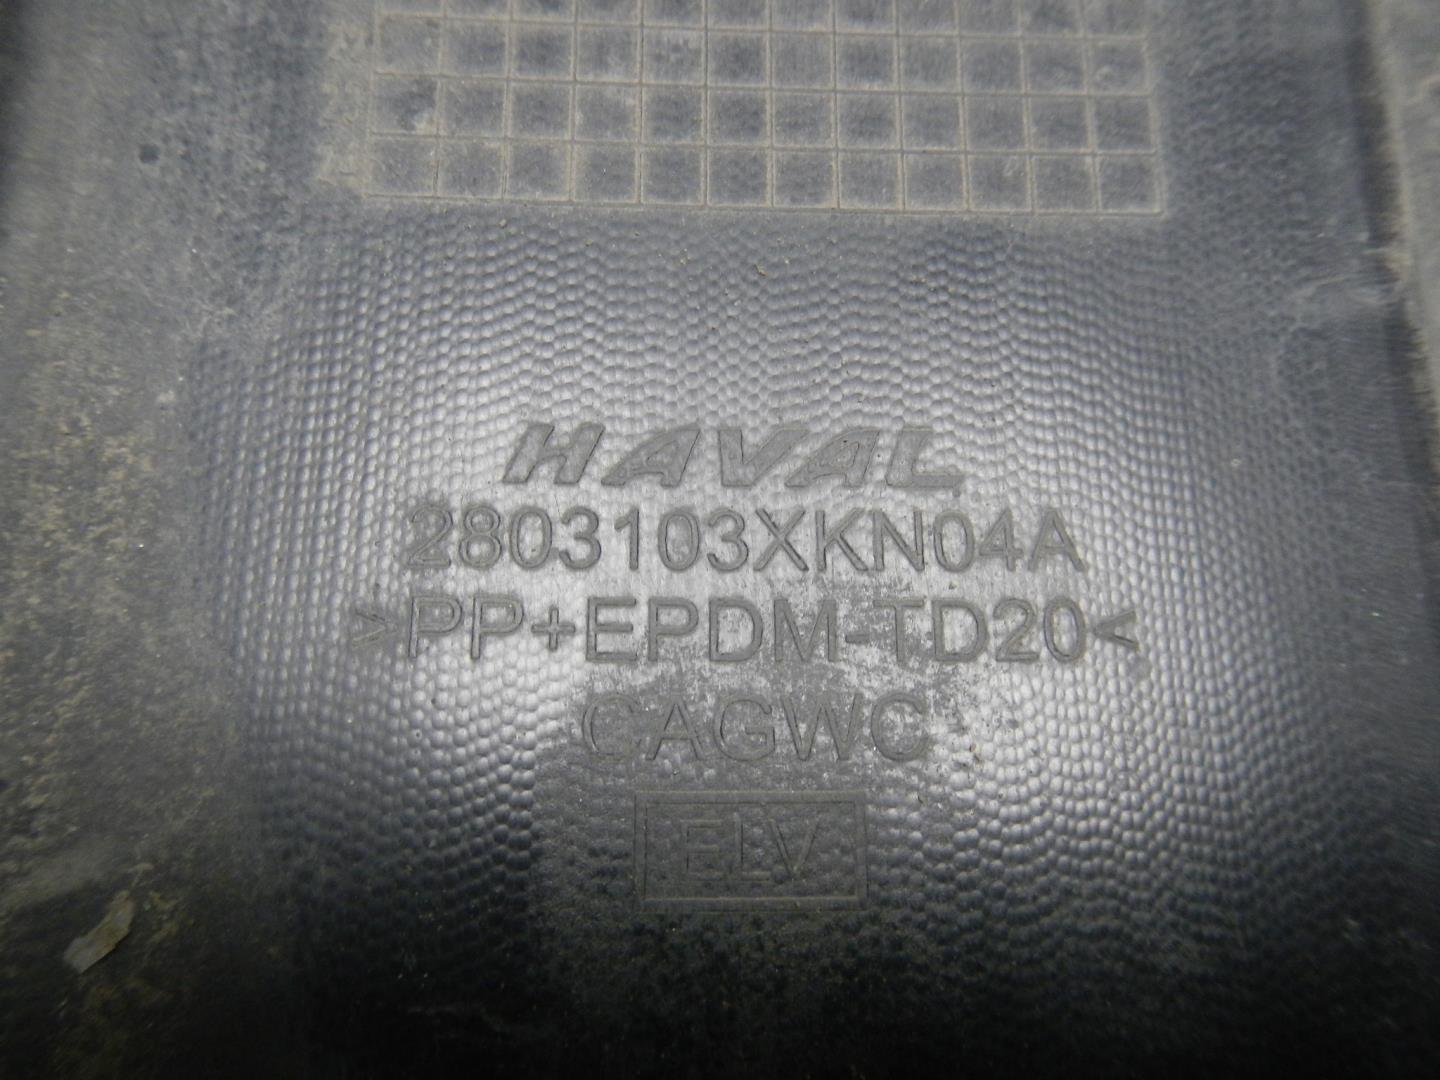 HAVAL
2803103XKN04A
>PP+EPDM-TD20<
CAGWC
ELV